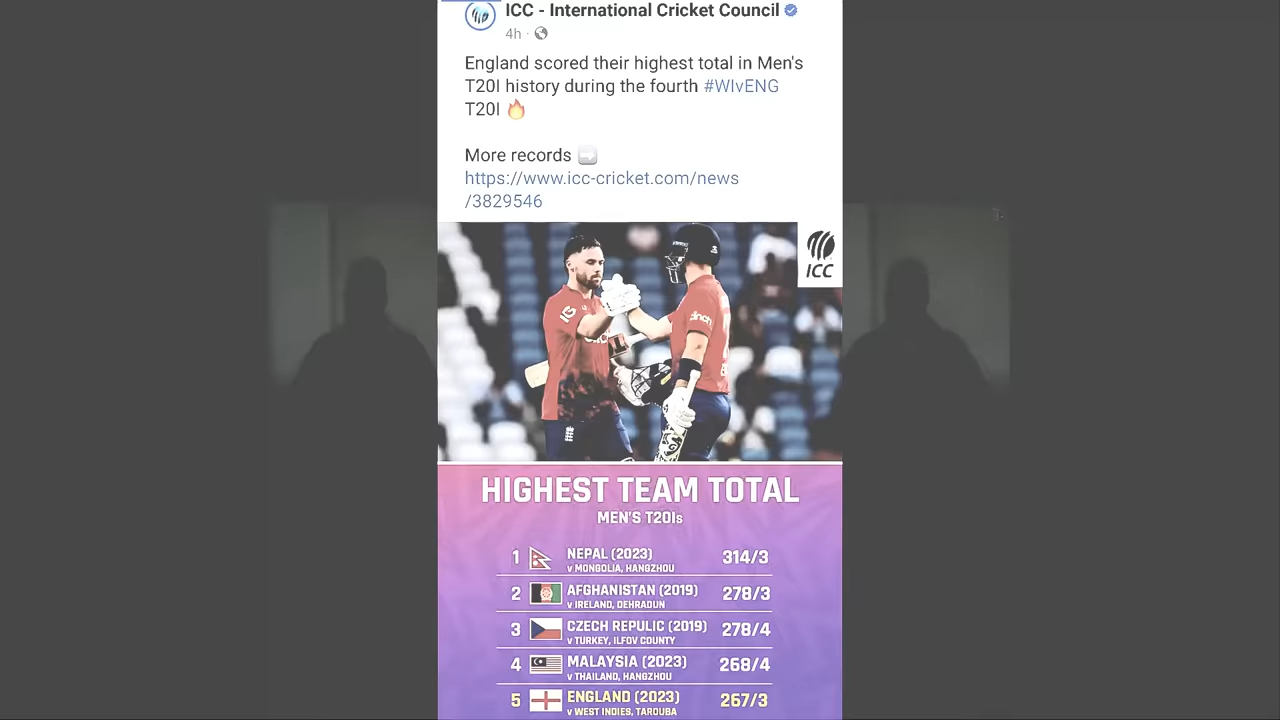 ICC - International Cricket Council
4h ·
England scored their highest total in Men's
T20I history during the fourth #WIvENG
T20I 🔥
More records ➡️
https://www.icc-cricket.com/news
/3829546
ICC
cinch
HIGHEST TEAM TOTAL
MEN'S T20Is
1 NEPAL (2023) 314/3
v MONGOLIA, HANGZHOU
2 AFGHANISTAN (2019) 278/3
v IRELAND, DEHRADUN
3 CZECH REPULIC (2019) 278/4
v TURKEY, ILFOV COUNTY
4 MALAYSIA (2023) 268/4
v THAILAND, HANGZHOU
5 ENGLAND (2023) 267/3
v WEST INDIES, TAROUBA